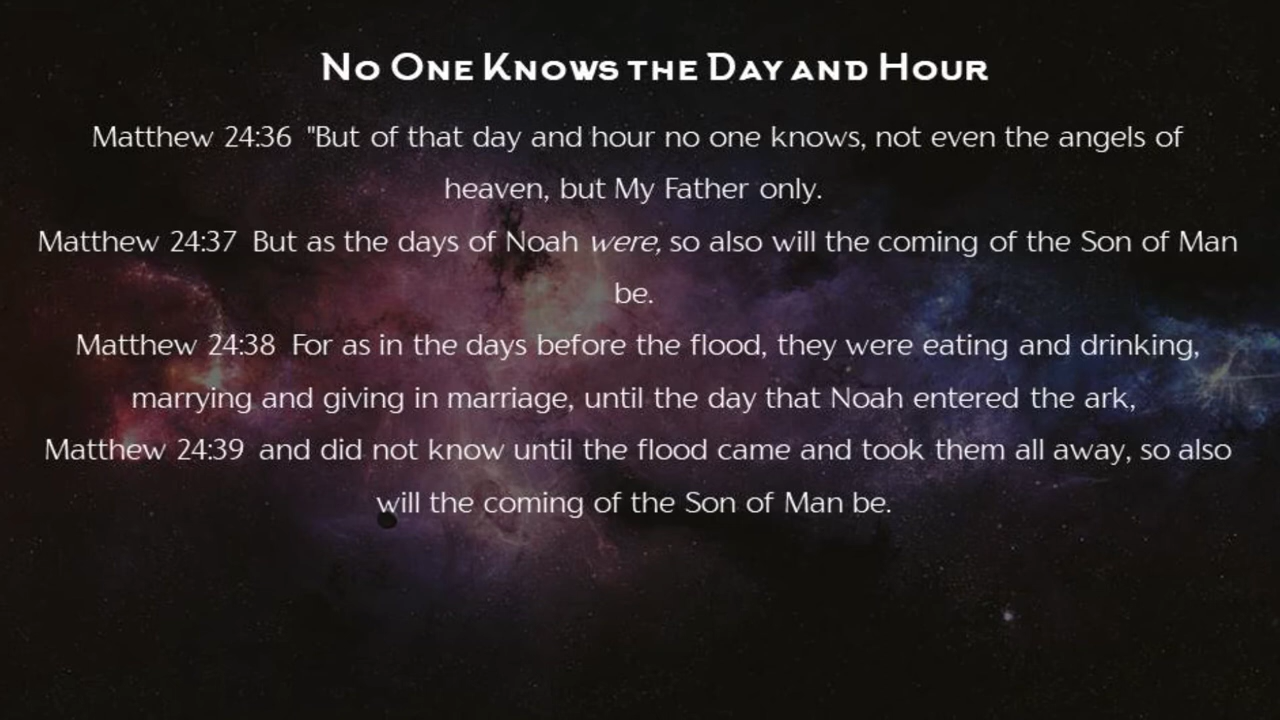 No One Knows the Day and Hour
Matthew 24:36 "But of that day and hour no one knows, not even the angels of
heaven, but My Father only.
Matthew 24:37 But as the days of Noah were, so also will the coming of the Son of Man
be.
Matthew 24:38 For as in the days before the flood, they were eating and drinking,
marrying and giving in marriage, until the day that Noah entered the ark,
Matthew 24:39 and did not know until the flood came and took them all away, so also
will the coming of the Son of Man be.